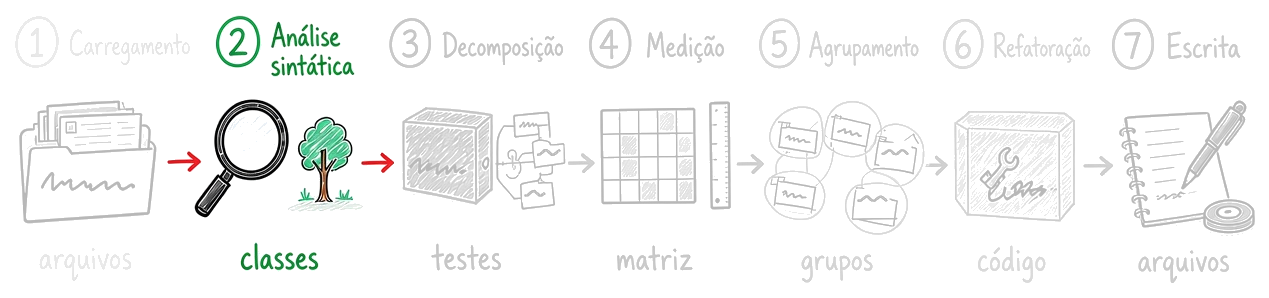 1 Carregamento
2 Análise
sintática
3 Decomposição
4 Medição
5 Agrupamento
6 Refatoração
7 Escrita
arquivos
classes
testes
matriz
grupos
código
arquivos